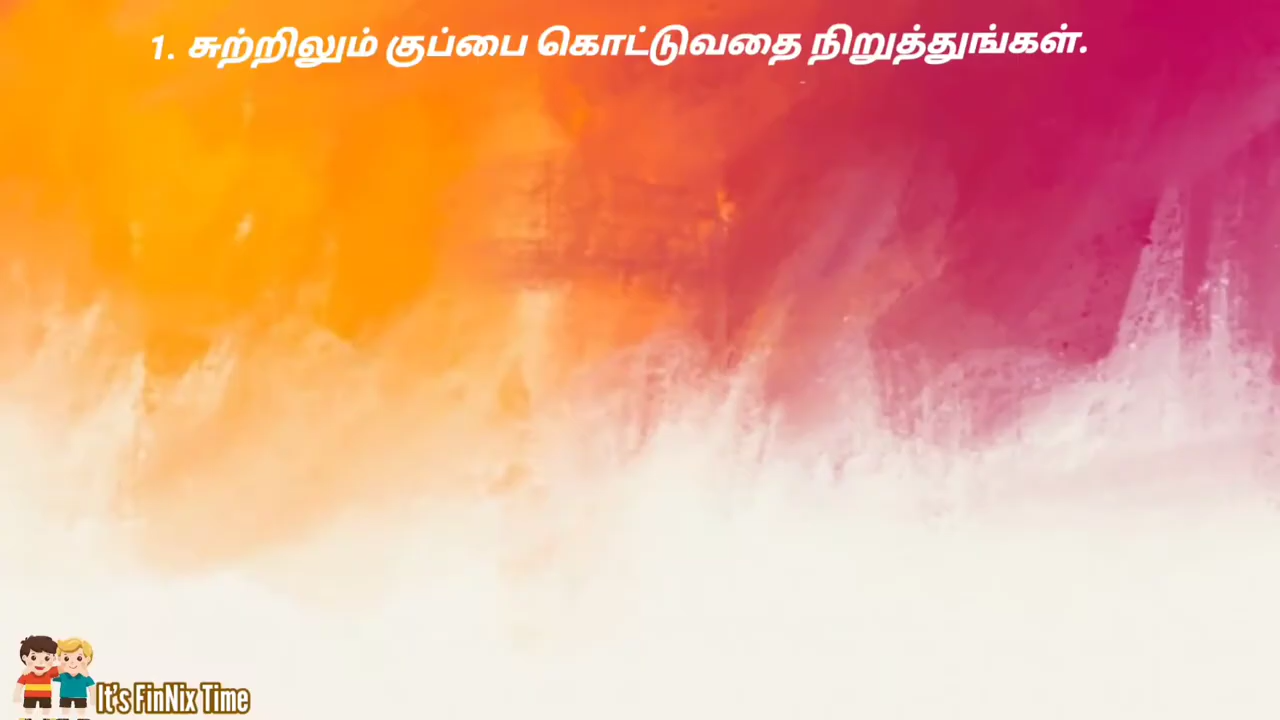 1. சுற்றிலும் குப்பை கொட்டுவதை நிறுத்துங்கள்.
It's FinNix Time